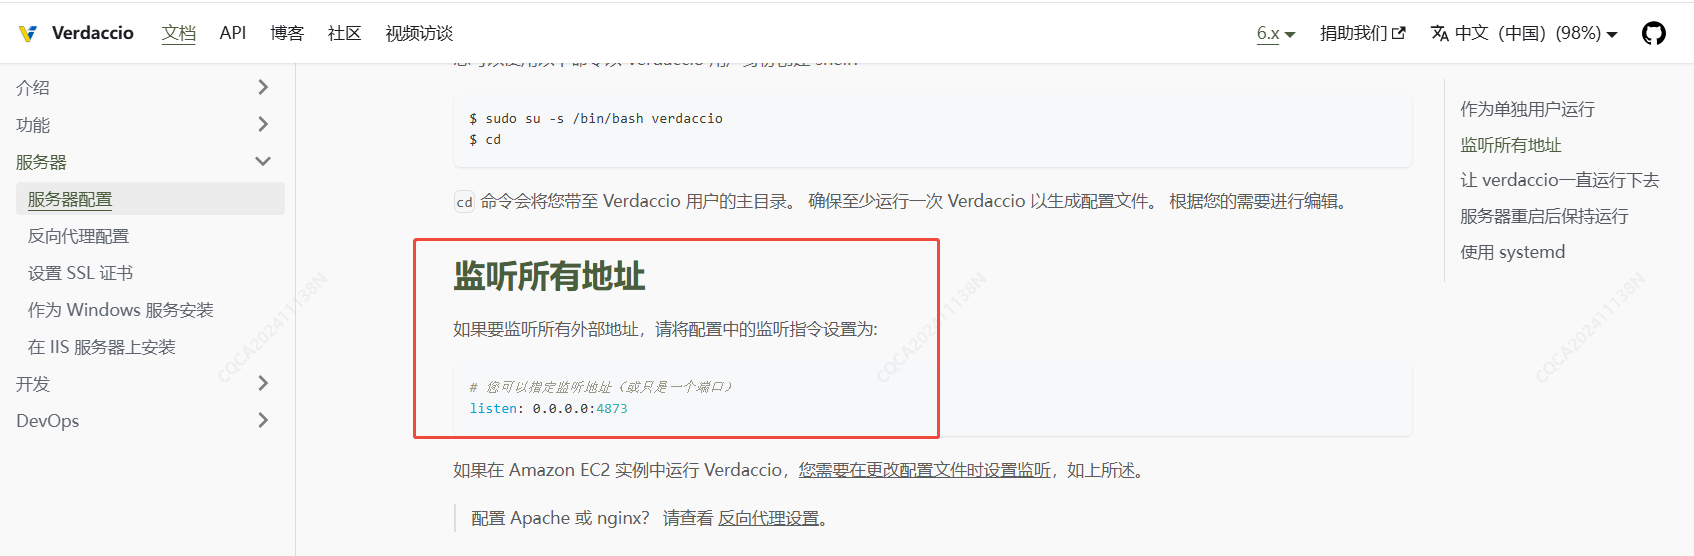 Verdaccio 文档 API 博客 社区 视频访谈 6.x 捐助我们 中文（中国）(98%)
介绍
功能
服务器
服务器配置
反向代理配置
设置 SSL 证书
作为 Windows 服务安装
在 IIS 服务器上安装
开发
DevOps
$ sudo su -s /bin/bash verdaccio
$ cd
cd 命令会将您带至 Verdaccio 用户的主目录。 确保至少运行一次 Verdaccio 以生成配置文件。 根据您的需要进行编辑。
监听所有地址
如果要监听所有外部地址，请将配置中的监听指令设置为:
# 您可以指定监听地址（或只是一个端口）
listen: 0.0.0.0:4873
如果在 Amazon EC2 实例中运行 Verdaccio，您需要在更改配置文件时设置监听，如上所述。
配置 Apache 或 nginx？ 请查看 反向代理设置。
作为单独用户运行
监听所有地址
让 verdaccio一直运行下去
服务器重启后保持运行
使用 systemd
CQCA202411138N
CQCA202411138N
CQCA202411138N